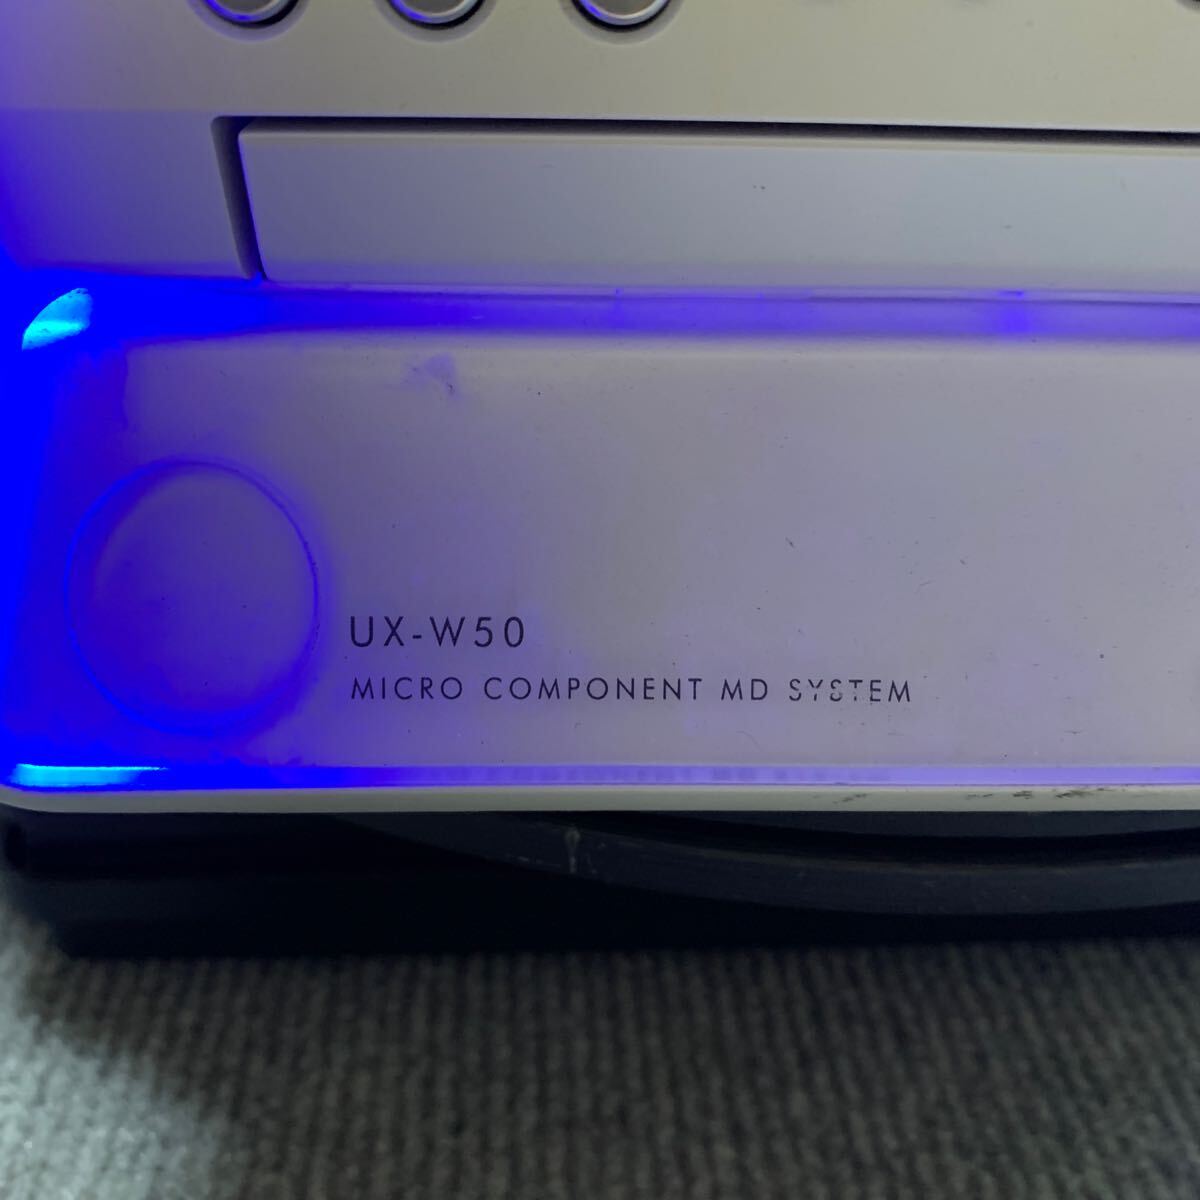 UX-W50
MICRO COMPONENT MD SYSTEM